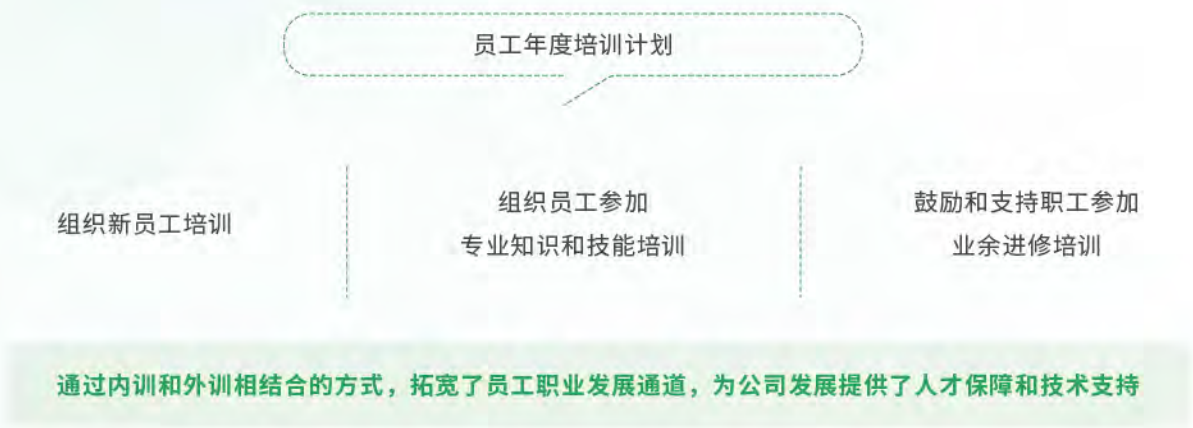 员工年度培训计划
组织新员工培训
组织员工参加
专业知识和技能培训
鼓励和支持职工参加
业余进修培训
通过内训和外训相结合的方式，拓宽了员工职业发展通道，为公司发展提供了人才保障和技术支持